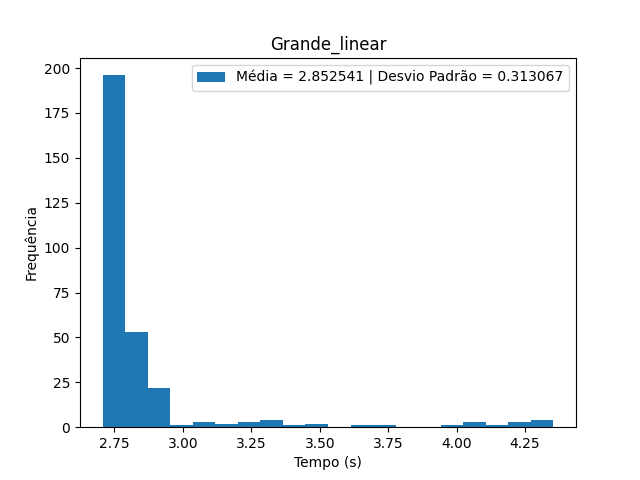 Grande_linear
Média = 2.852541 | Desvio Padrão = 0.313067
Frequência
200
175
150
125
100
75
50
25
0
2.75 3.00 3.25 3.50 3.75 4.00 4.25
Tempo (s)